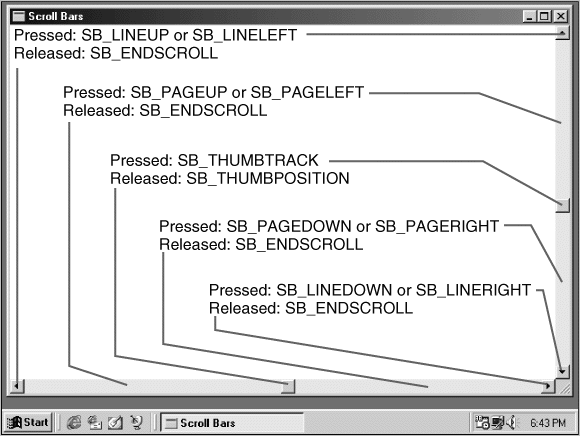 Scroll Bars
Pressed: SB_LINEUP or SB_LINELEFT
Released: SB_ENDSCROLL
Pressed: SB_PAGEUP or SB_PAGELEFT
Released: SB_ENDSCROLL
Pressed: SB_THUMBTRACK
Released: SB_THUMBPOSITION
Pressed: SB_PAGEDOWN or SB_PAGERIGHT
Released: SB_ENDSCROLL
Pressed: SB_LINEDOWN or SB_LINERIGHT
Released: SB_ENDSCROLL
Start
Scroll Bars
6:43 PM